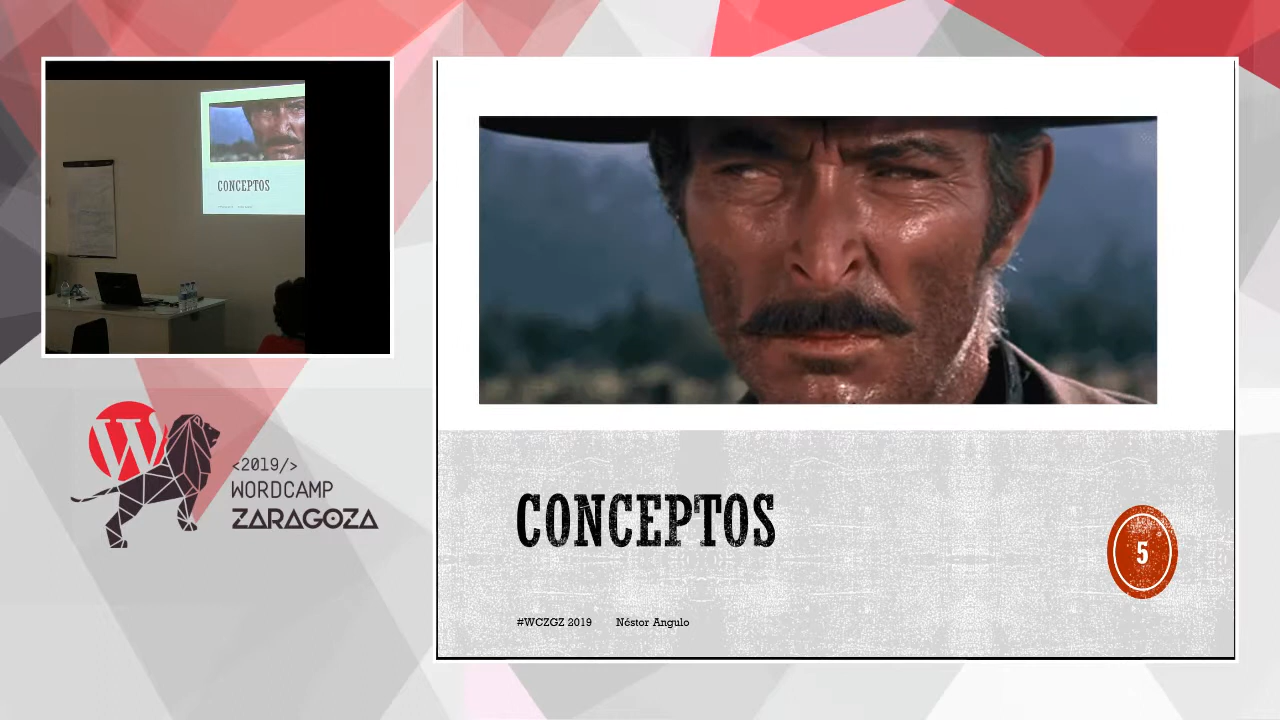 CONCEPTOS
<2019/>
WORDCAMP
ZARAGOZA
CONCEPTOS
5
#WCZGZ 2019 Néstor Angulo